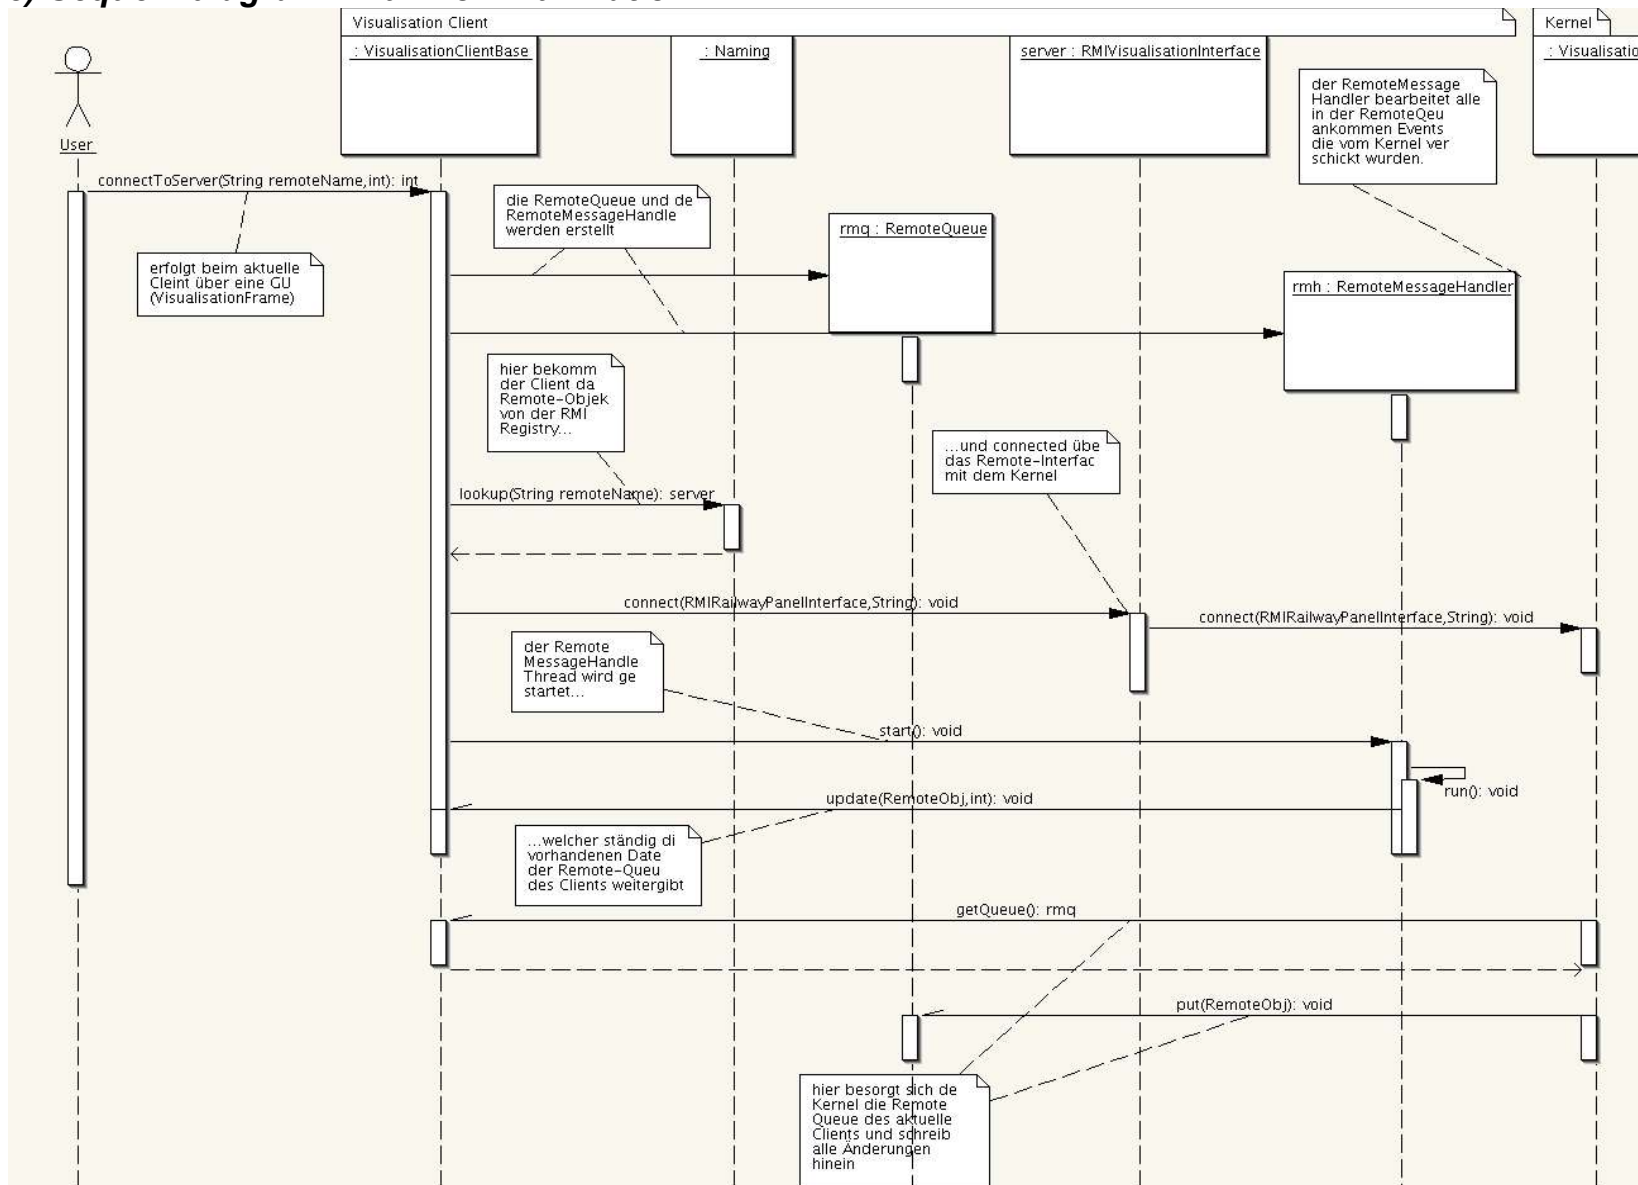 Visualisation Client
Kernel
: VisualisationClientBase
: Naming
server : RMIVisualisationInterface
: Visualisatio
der RemoteMessage
Handler bearbeitet alle
in der RemoteQeu
ankommen Events
die vom Kernel ver
schickt wurden.
User
connectToServer(String remoteName,int): int
die RemoteQueue und de
RemoteMessageHandle
werden erstellt
rmq : RemoteQueue
erfolgt beim aktuelle
Cleint über eine GU
(VisualisationFrame)
rmh : RemoteMessageHandler
hier bekomm
der Client da
Remote-Objek
von der RMI
Registry...
...und connected übe
das Remote-Interfac
mit dem Kernel
lookup(String remoteName): server
connect(RMIRailwayPanelInterface,String): void
connect(RMIRailwayPanelInterface,String): void
der Remote
MessageHandle
Thread wird ge
startet...
start(): void
run(): void
update(RemoteObj,int): void
...welcher ständig di
vorhandenen Date
der Remote-Queu
des Clients weitergibt
getQueue(): rmq
put(RemoteObj): void
hier besorgt sich de
Kernel die Remote
Queue des aktuelle
Clients und schreib
alle Änderungen
hinein